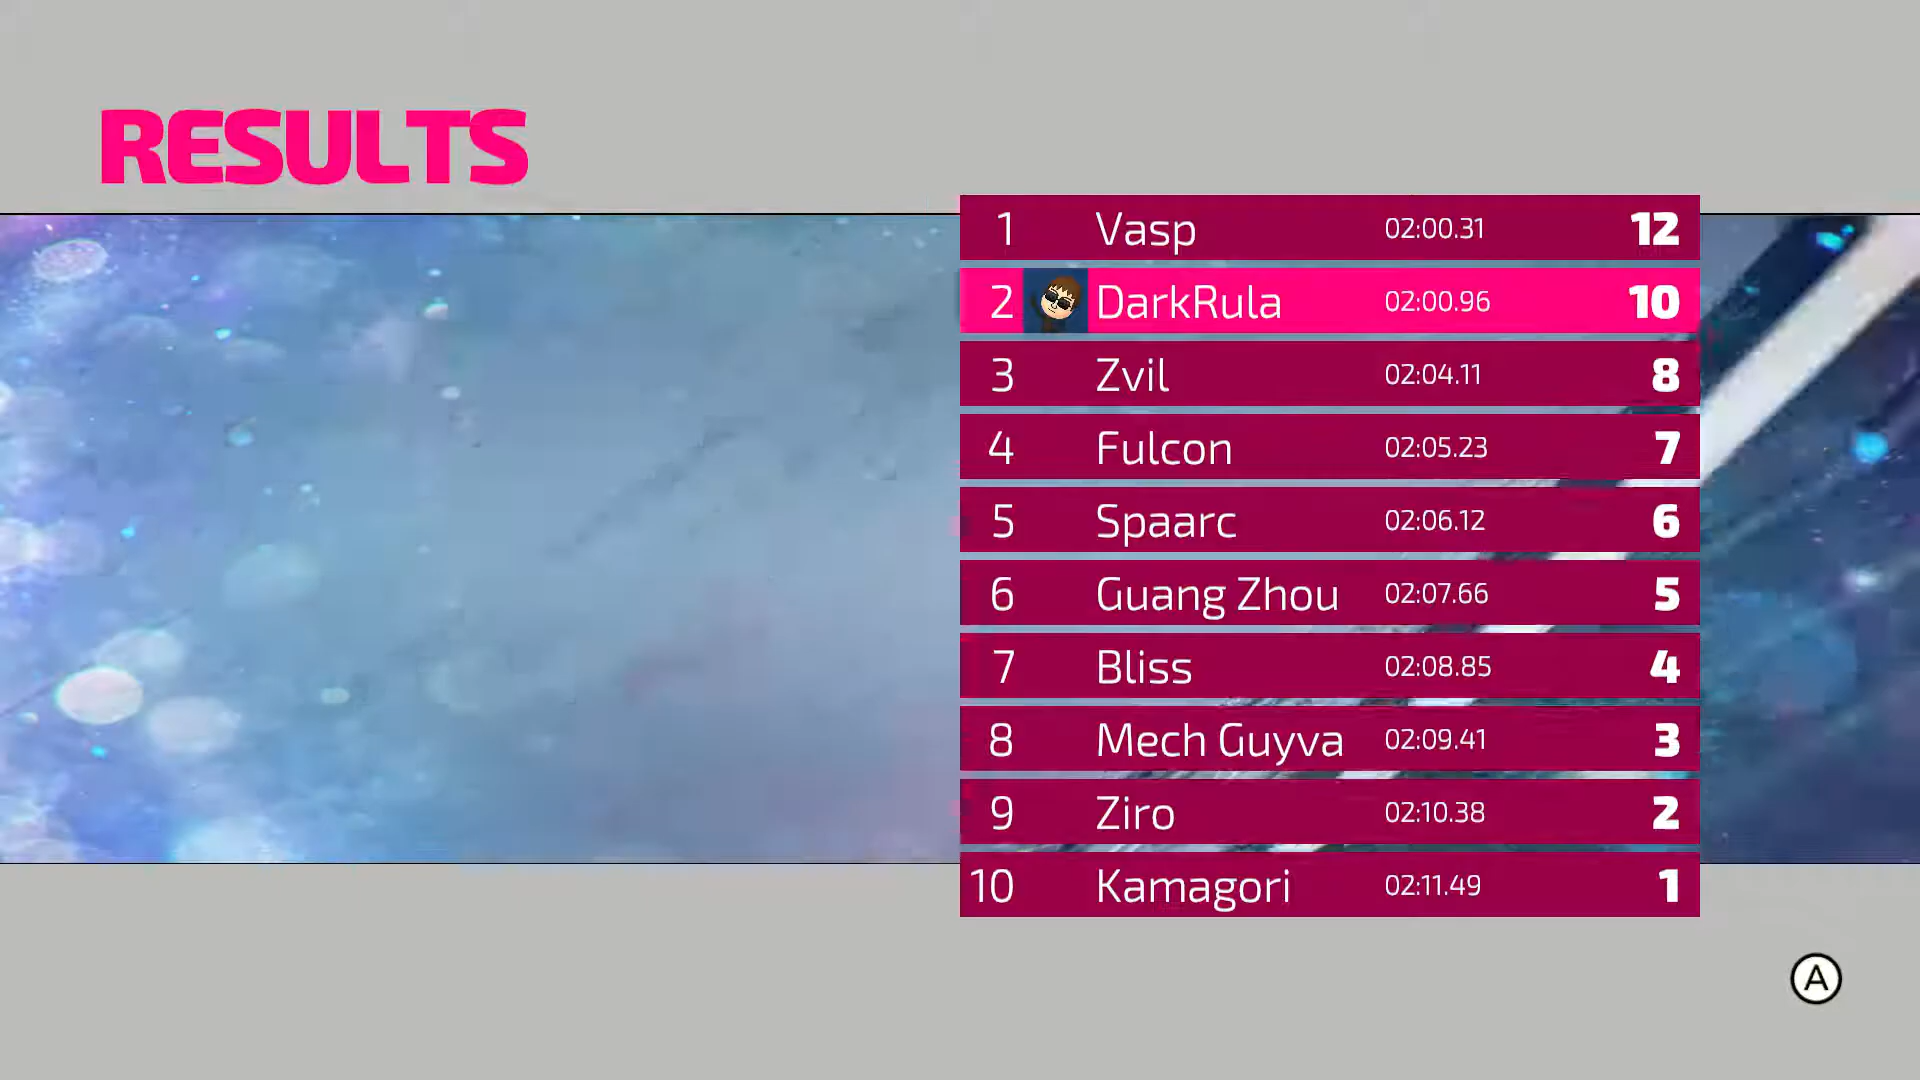 RESULTS
1 Vasp 02:00.31 12
2 DarkRula 02:00.96 10
3 Zvil 02:04.11 8
4 Fulcon 02:05.23 7
5 Spaarc 02:06.12 6
6 Guang Zhou 02:07.66 5
7 Bliss 02:08.85 4
8 Mech Guyva 02:09.41 3
9 Ziro 02:10.38 2
10 Kamagori 02:11.49 1
A